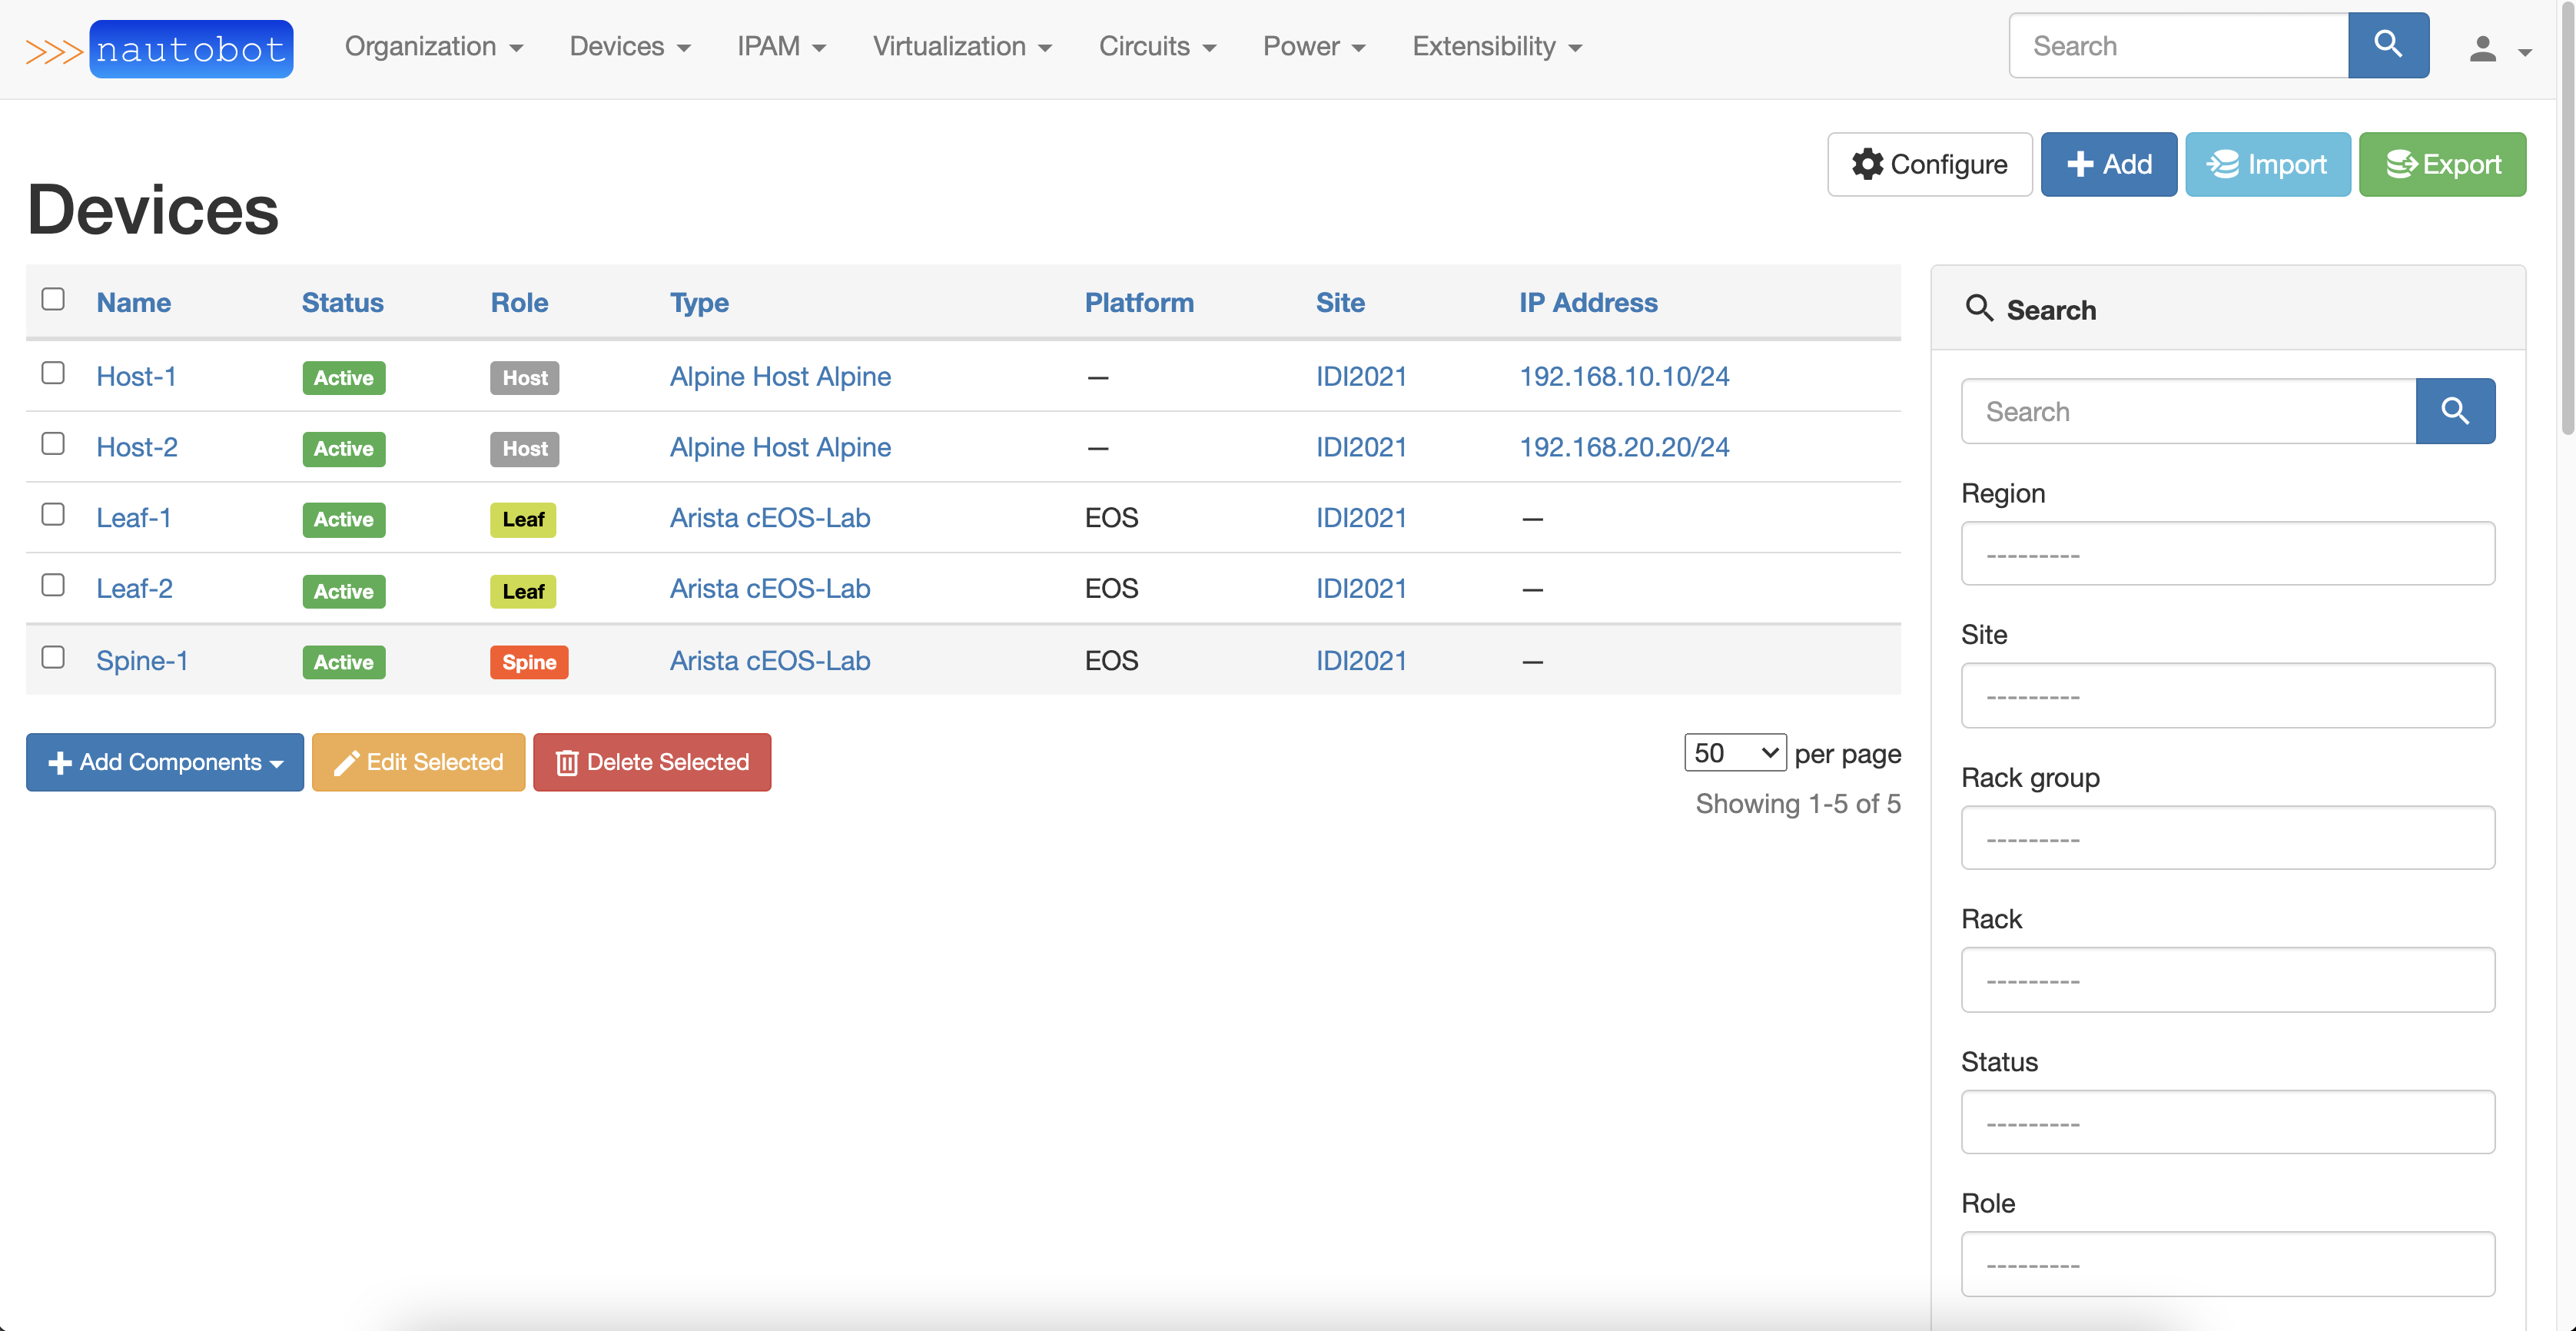 >>> nautobot Organization Devices IPAM Virtualization Circuits Power Extensibility Search
Configure Add Import Export
Devices
Name Status Role Type Platform Site IP Address
Host-1 Active Host Alpine Host Alpine — IDI2021 192.168.10.10/24
Host-2 Active Host Alpine Host Alpine — IDI2021 192.168.20.20/24
Leaf-1 Active Leaf Arista cEOS-Lab EOS IDI2021 —
Leaf-2 Active Leaf Arista cEOS-Lab EOS IDI2021 —
Spine-1 Active Spine Arista cEOS-Lab EOS IDI2021 —
Add Components Edit Selected Delete Selected
50 per page
Showing 1-5 of 5
Search
Search
Region
---------
Site
---------
Rack group
---------
Rack
---------
Status
---------
Role
---------